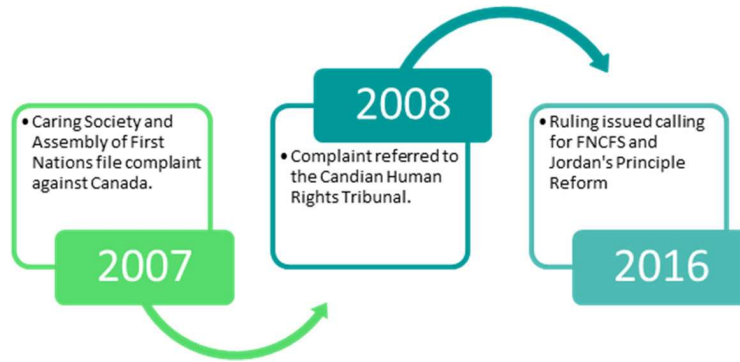 • Caring Society and
Assembly of First
Nations file complaint
against Canada.
2007
2008
• Complaint referred to
the Candian Human
Rights Tribunal.
• Ruling issued calling
for FNCFS and
Jordan's Principle
Reform
2016